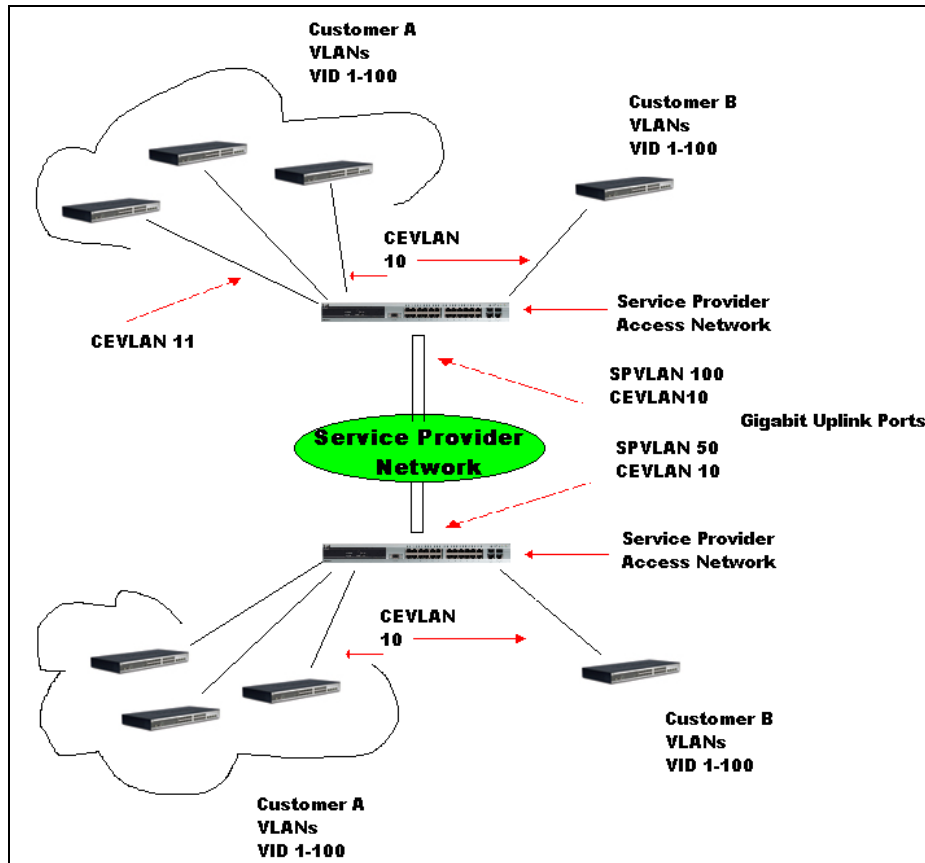 Customer A
VLANs
VID 1-100
Customer B
VLANs
VID 1-100
CEVLAN
10
Service Provider
Access Network
CEVLAN 11
SPVLAN 100
CEVLAN10
Gigabit Uplink Ports
Service Provider
Network
SPVLAN 50
CEVLAN 10
Service Provider
Access Network
CEVLAN
10
Customer B
VLANs
VID 1-100
Customer A
VLANs
VID 1-100